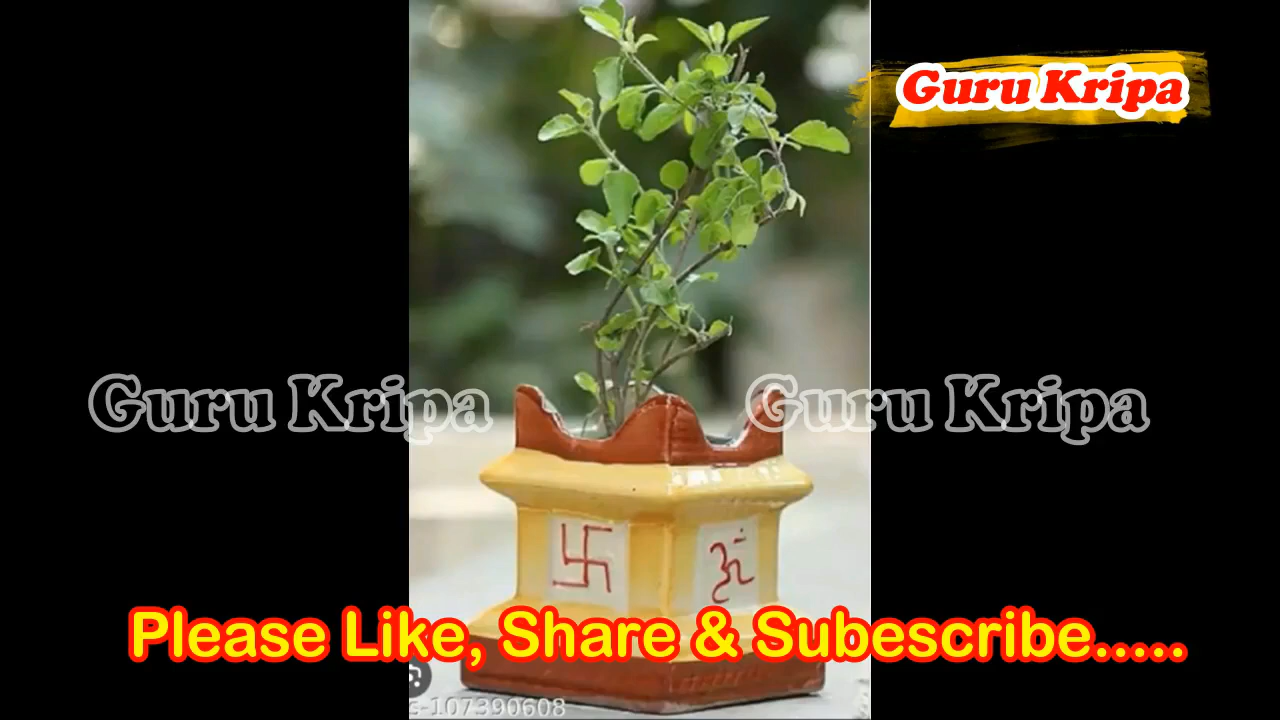 Guru Kripa
Guru Kripa Guru Kripa
ॐ
Please Like, Share & Subescribe.....
s-107390608